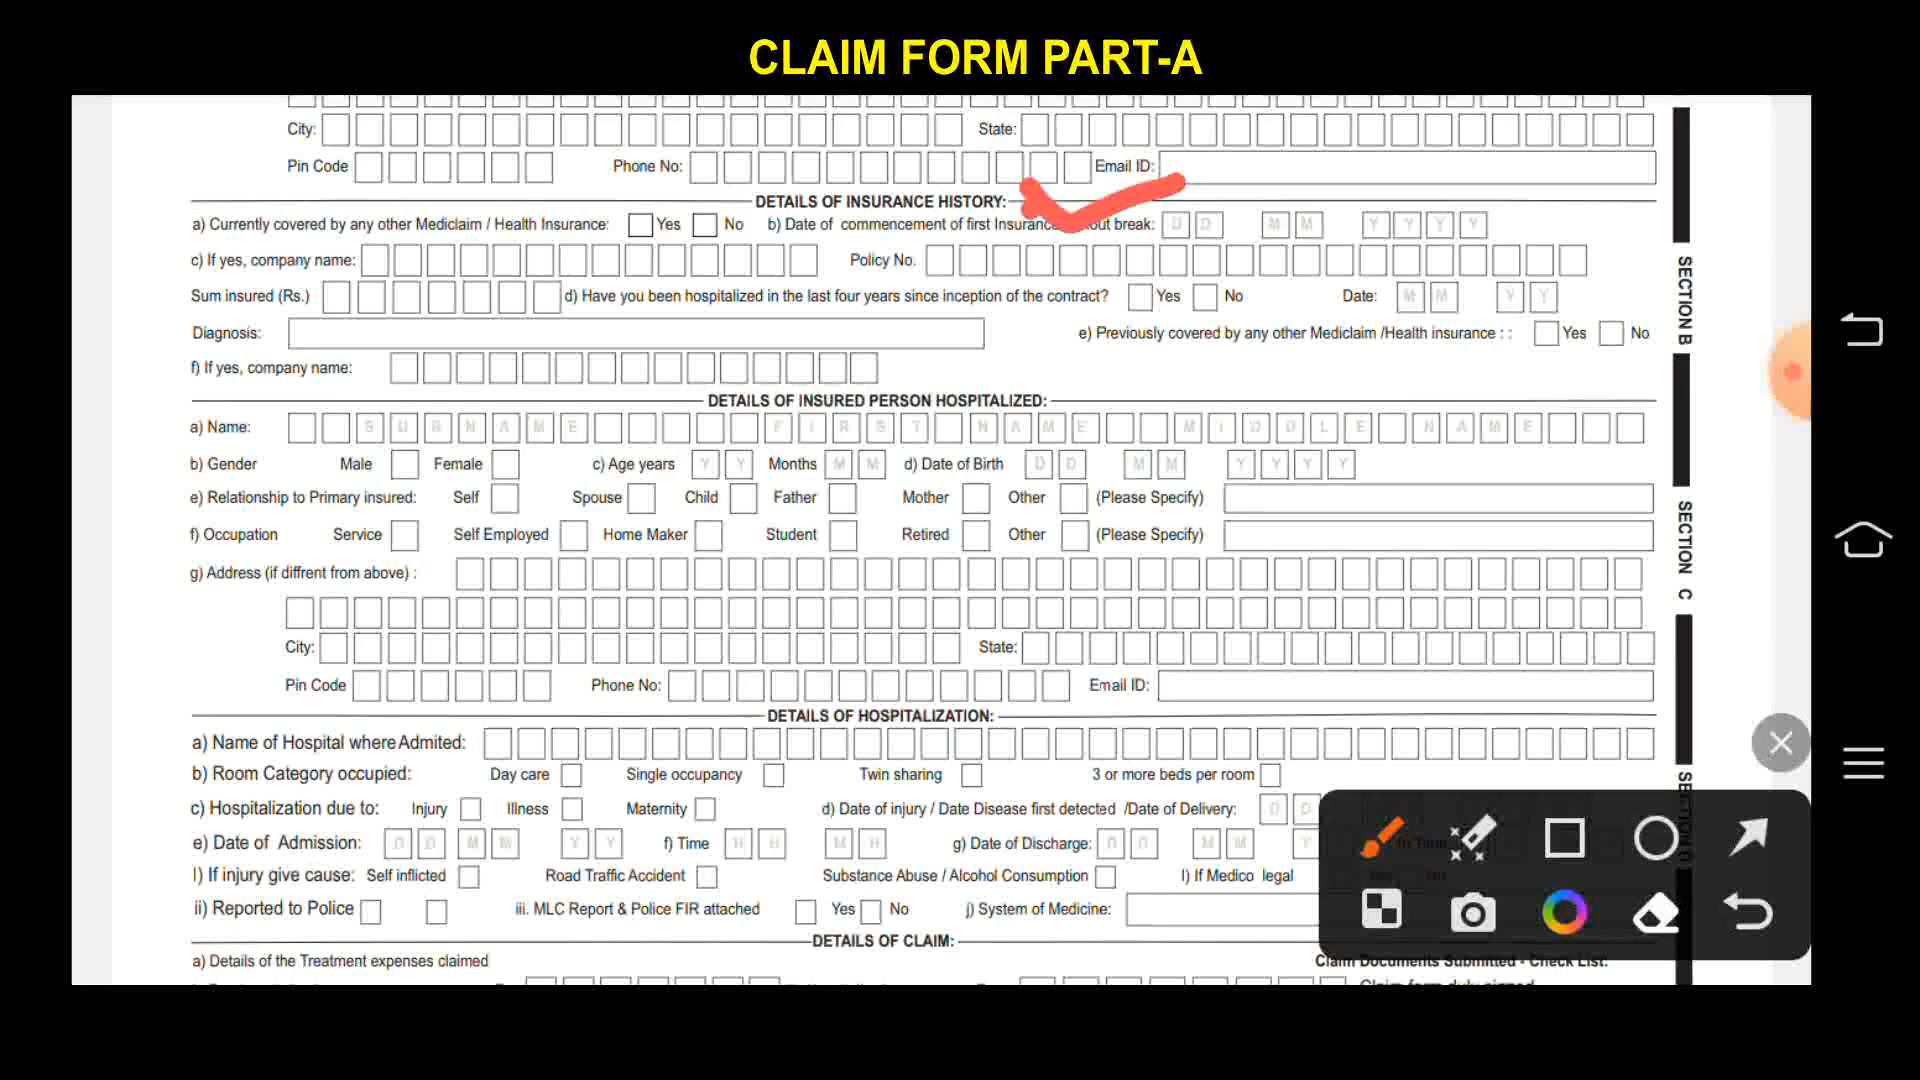 CLAIM FORM PART-A
City: State:
Pin Code Phone No: Email ID:
DETAILS OF INSURANCE HISTORY:
a) Currently covered by any other Mediclaim / Health Insurance: Yes No b) Date of commencement of first Insurance out break: D D M M Y Y Y Y
c) If yes, company name: Policy No.
Sum insured (Rs.) d) Have you been hospitalized in the last four years since inception of the contract? Yes No Date: M M Y Y
Diagnosis: e) Previously covered by any other Mediclaim /Health insurance : : Yes No
f) If yes, company name:
SECTION B
DETAILS OF INSURED PERSON HOSPITALIZED:
a) Name: S U R N A M E F I R S T N A M E M I D D L E N A M E
b) Gender Male Female c) Age years Y Y Months M M d) Date of Birth D D M M Y Y Y Y
e) Relationship to Primary insured: Self Spouse Child Father Mother Other (Please Specify)
f) Occupation Service Self Employed Home Maker Student Retired Other (Please Specify)
g) Address (if diffrent from above) :
City: State:
Pin Code Phone No: Email ID:
SECTION C
DETAILS OF HOSPITALIZATION:
a) Name of Hospital where Admited:
b) Room Category occupied: Day care Single occupancy Twin sharing 3 or more beds per room
c) Hospitalization due to: Injury Illness Maternity d) Date of injury / Date Disease first detected /Date of Delivery: D D
e) Date of Admission: D D M M Y Y f) Time H H M H g) Date of Discharge: D D M M Y
I) If injury give cause: Self inflicted Road Traffic Accident Substance Abuse / Alcohol Consumption I) If Medico legal
ii) Reported to Police iii. MLC Report & Police FIR attached Yes No j) System of Medicine:
DETAILS OF CLAIM:
a) Details of the Treatment expenses claimed Claim Documents Submitted - Check List:
Claim form duly signed